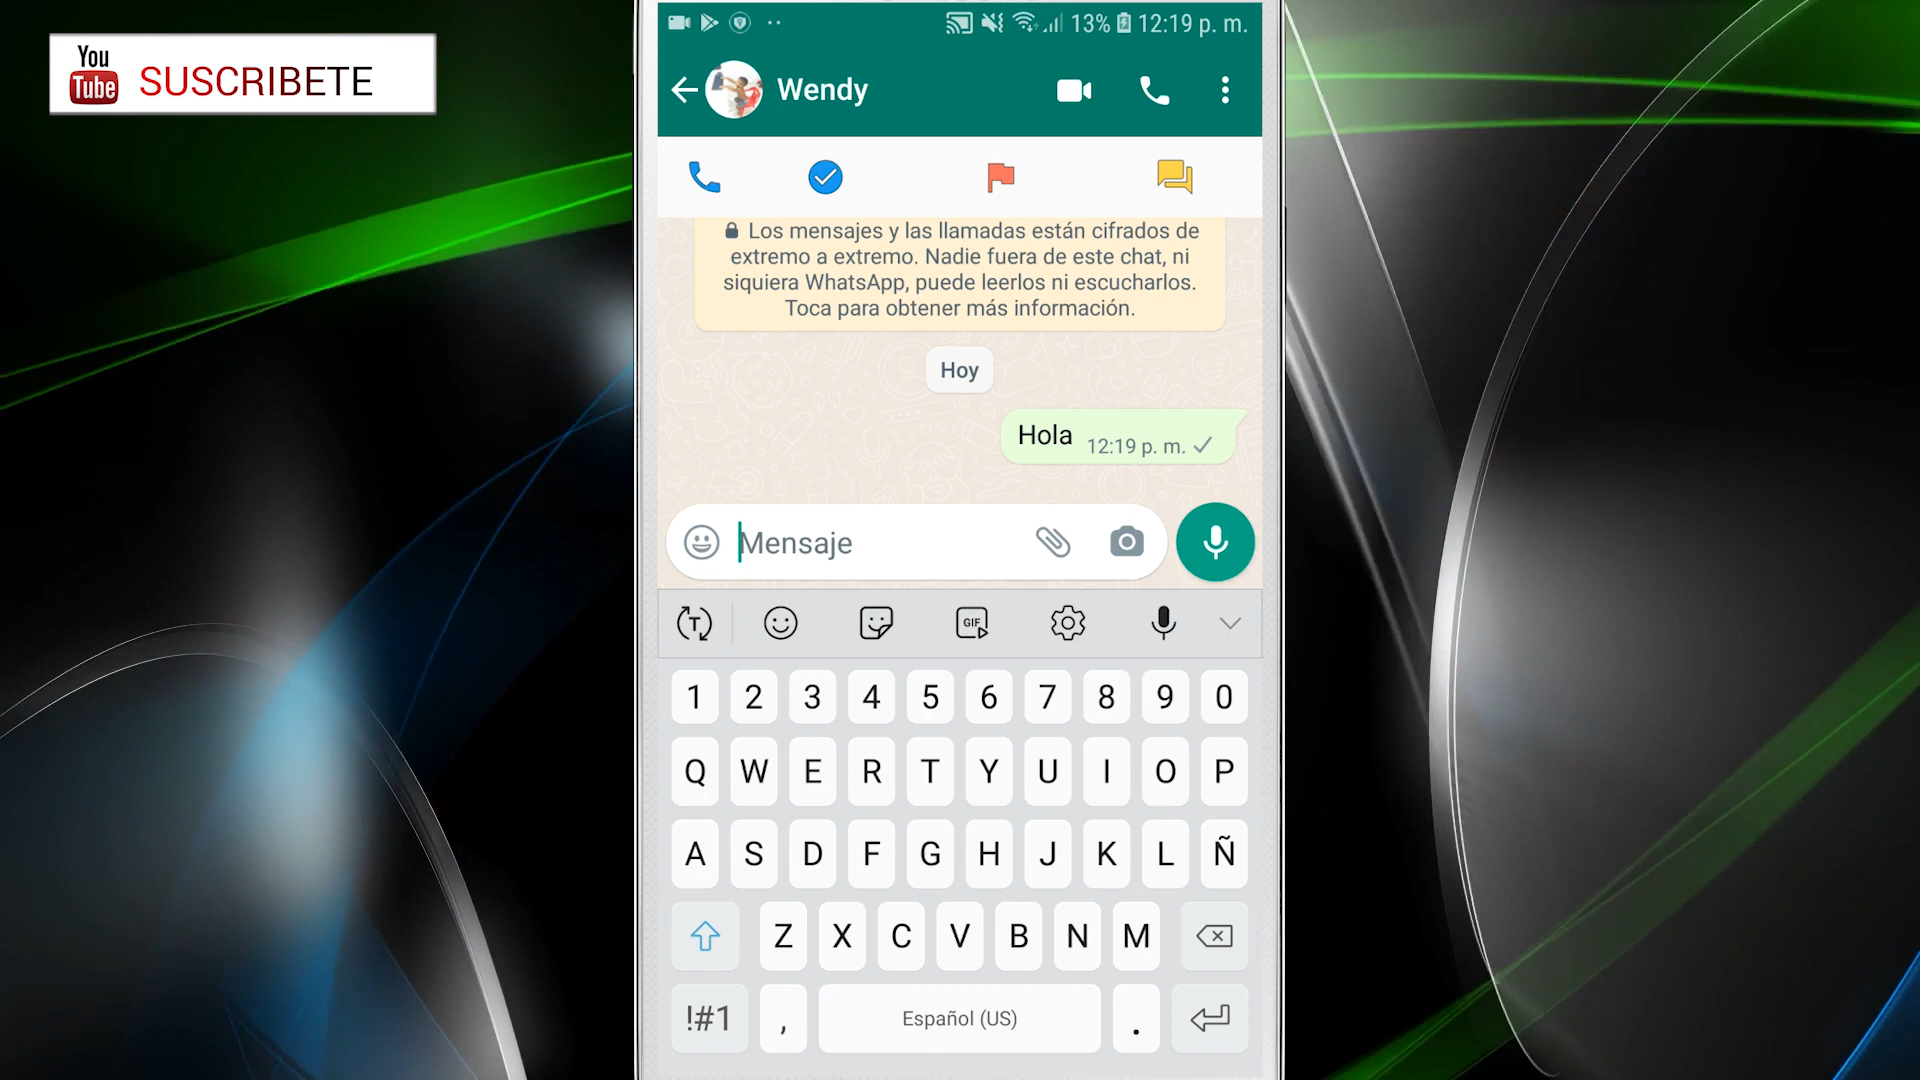 You
Tube SUSCRIBETE
13% 12:19 p. m.
Wendy
Los mensajes y las llamadas están cifrados de
extremo a extremo. Nadie fuera de este chat, ni
siquiera WhatsApp, puede leerlos ni escucharlos.
Toca para obtener más información.
Hoy
Hola 12:19 p. m.
Mensaje
T GIF
1 2 3 4 5 6 7 8 9 0
Q W E R T Y U I O P
A S D F G H J K L Ñ
Z X C V B N M
!#1 , Español (US) .